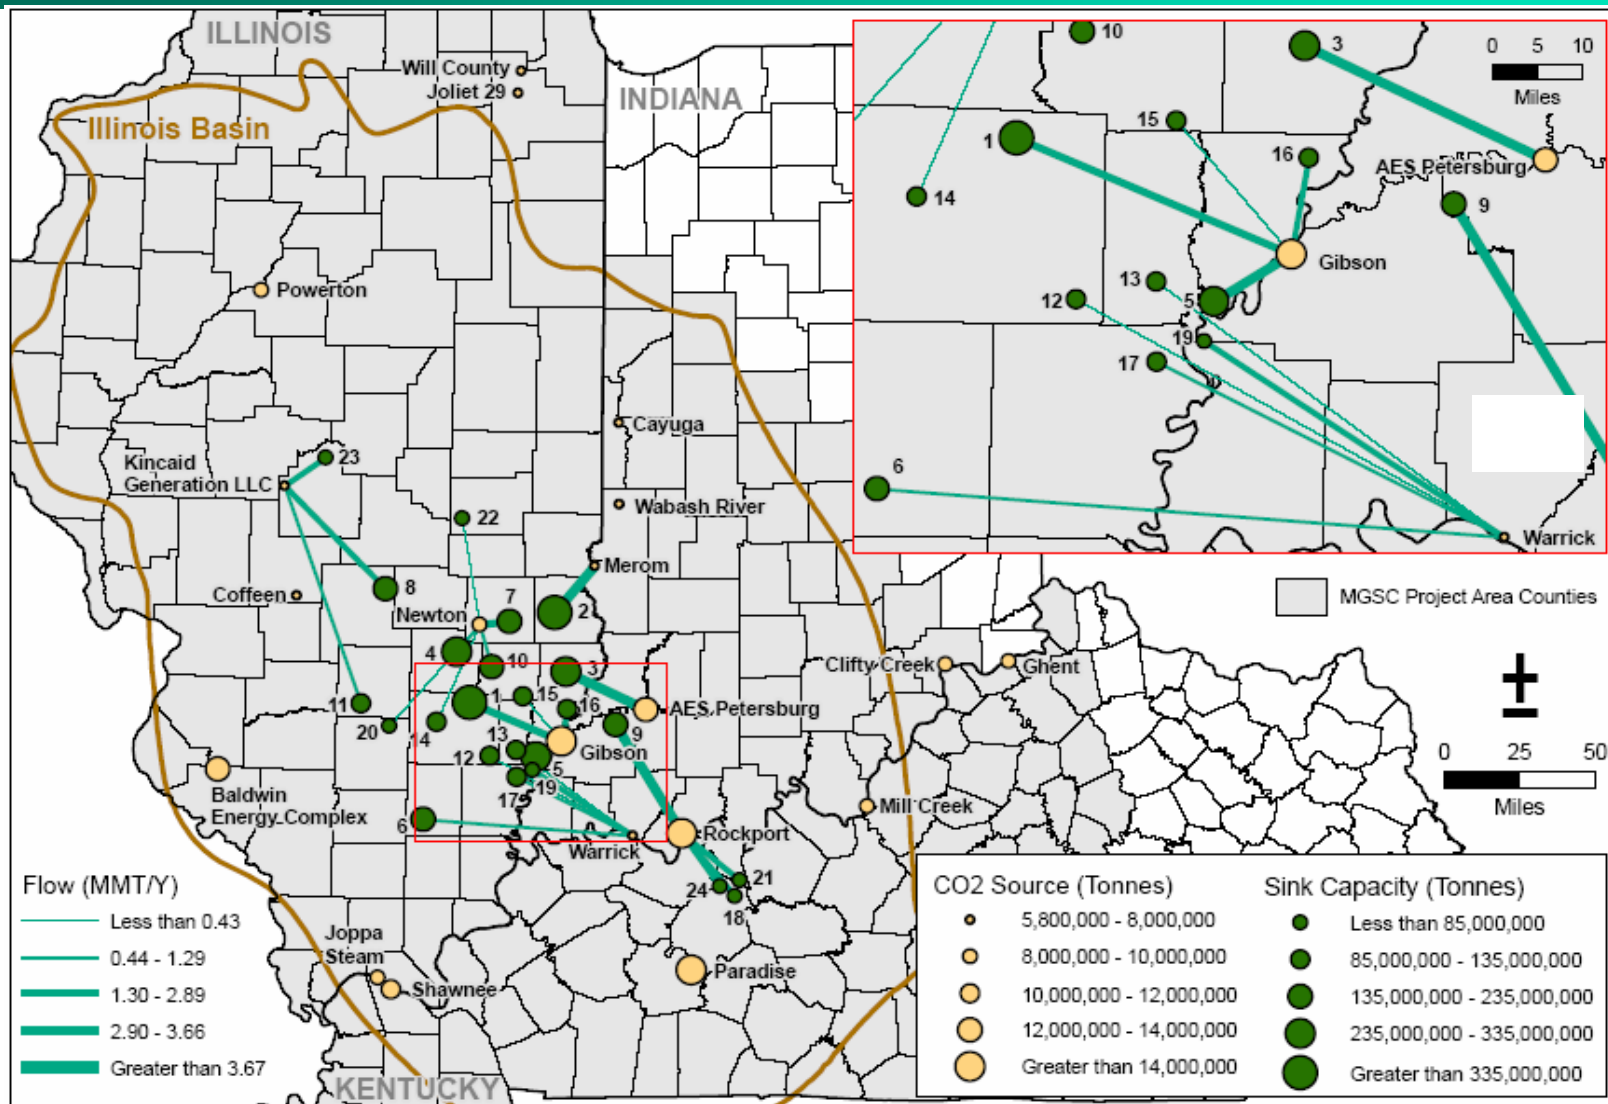 ILLINOIS
Will County
Joliet 29
INDIANA
Illinois Basin
Powerton
Cayuga
Kincaid
Generation LLC
23
Wabash River
22
Merom
Coffeen
8
Newton
7
2
4
10
3
Clifty Creek
Ghent
11
1
15
16
AES Petersburg
20
14
9
13
Gibson
12
5
17
19
Baldwin
Energy Complex
6
Mill Creek
Rockport
Warrick
24
21
18
Joppa
Steam
Shawnee
Paradise
KENTUCKY
10
3
0 5 10
Miles
15
1
16
AES Petersburg
14
9
Gibson
13
12
5
19
17
6
Warrick
MGSC Project Area Counties
±
0 25 50
Miles
Flow (MMT/Y)
Less than 0.43
0.44 - 1.29
1.30 - 2.89
2.90 - 3.66
Greater than 3.67
CO2 Source (Tonnes)
5,800,000 - 8,000,000
8,000,000 - 10,000,000
10,000,000 - 12,000,000
12,000,000 - 14,000,000
Greater than 14,000,000
Sink Capacity (Tonnes)
Less than 85,000,000
85,000,000 - 135,000,000
135,000,000 - 235,000,000
235,000,000 - 335,000,000
Greater than 335,000,000